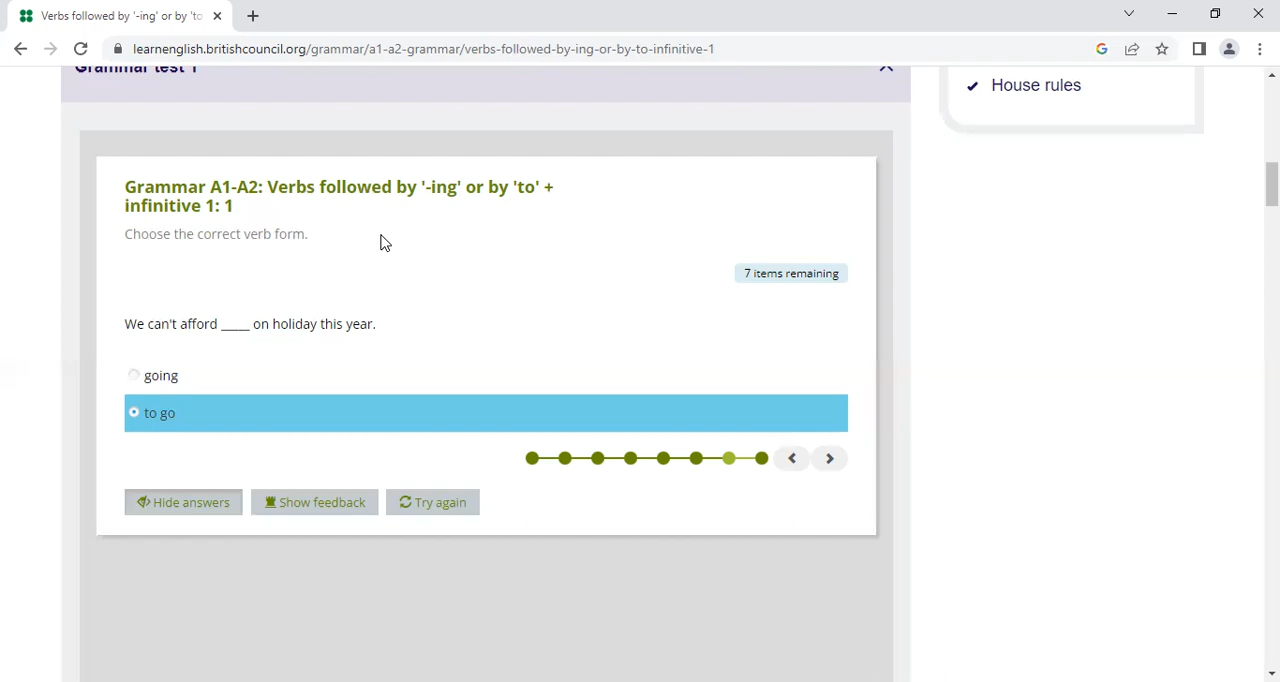 Verbs followed by '-ing' or by 'to
learnenglish.britishcouncil.org/grammar/a1-a2-grammar/verbs-followed-by-ing-or-by-to-infinitive-1
Grammar test 1
House rules
Grammar A1-A2: Verbs followed by '-ing' or by 'to' +
infinitive 1: 1
Choose the correct verb form.
7 items remaining
We can't afford _____ on holiday this year.
going
to go
Hide answers
Show feedback
Try again